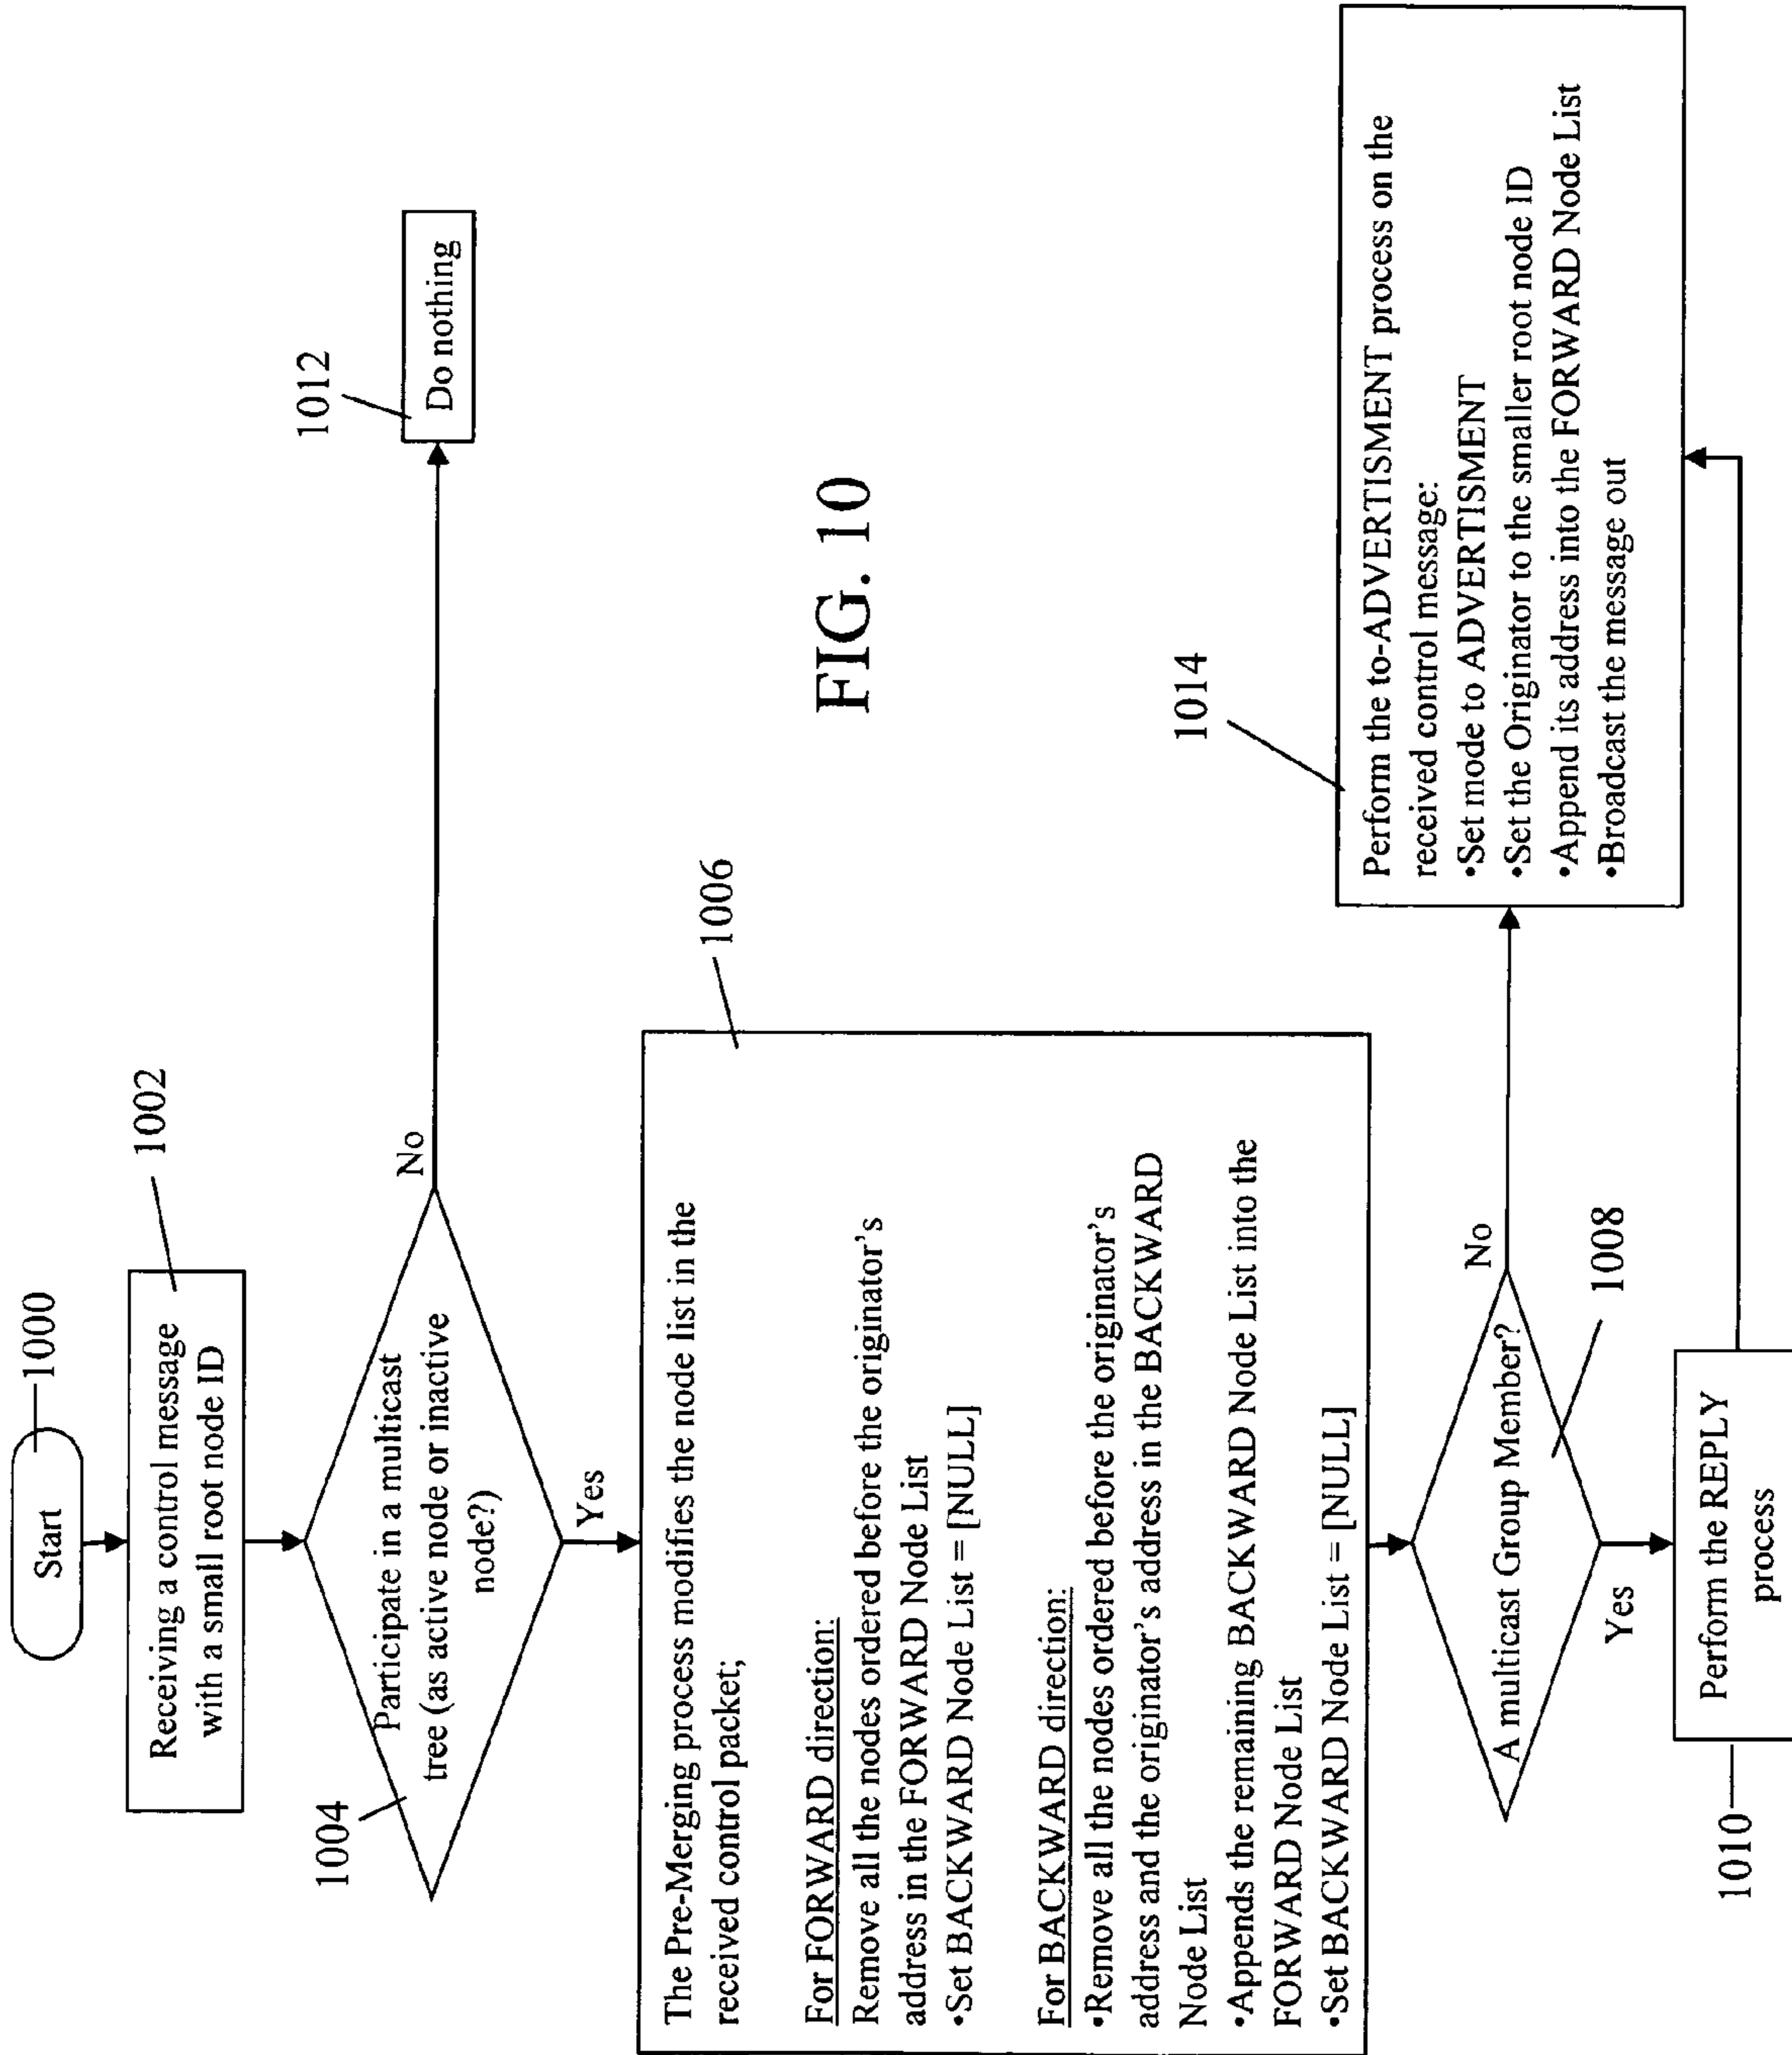 Start
1000
Receiving a control message
with a small root node ID
1002
Participate in a multicast
tree (as active node or inactive
node?)
1004
No
Do nothing
1012
Yes
The Pre-Merging process modifies the node list in the
received control packet;
For FORWARD direction:
Remove all the nodes ordered before the originator's
address in the FORWARD Node List
•Set BACKWARD Node List = [NULL]
For BACKWARD direction:
•Remove all the nodes ordered before the originator's
address and the originator's address in the BACKWARD
Node List
•Appends the remaining BACKWARD Node List into the
FORWARD Node List
•Set BACKWARD Node List = [NULL]
1006
A multicast Group Member?
1008
No
Yes
Perform the REPLY
process
1010
Perform the to-ADVERTISMENT process on the
received control message:
•Set mode to ADVERTISMENT
•Set the Originator to the smaller root node ID
•Append its address into the FORWARD Node List
•Broadcast the message out
1014
FIG. 10